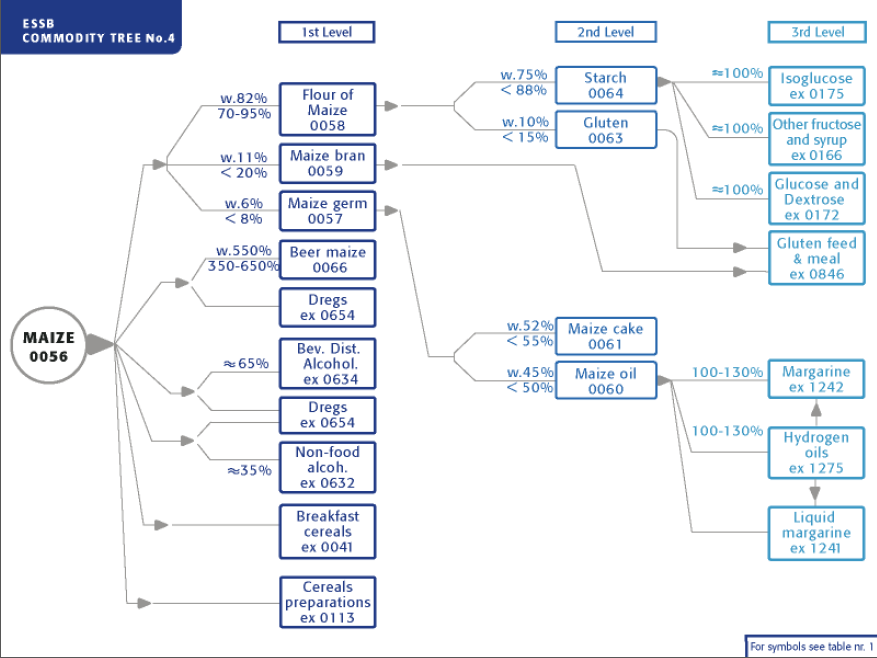 ESSB
COMMODITY TREE No.4
1st Level
2nd Level
3rd Level
MAIZE
0056
w.82%
70-95%
Flour of
Maize
0058
w.11%
< 20%
Maize bran
0059
w.6%
< 8%
Maize germ
0057
w.550%
350-650%
Beer maize
0066
Dregs
ex 0654
≈65%
Bev. Dist.
Alcohol.
ex 0634
Dregs
ex 0654
≈35%
Non-food
alcoh.
ex 0632
Breakfast
cereals
ex 0041
Cereals
preparations
ex 0113
w.75%
< 88%
Starch
0064
w.10%
< 15%
Gluten
0063
w.52%
< 55%
Maize cake
0061
w.45%
< 50%
Maize oil
0060
≈100%
Isoglucose
ex 0175
≈100%
Other fructose
and syrup
ex 0166
≈100%
Glucose and
Dextrose
ex 0172
Gluten feed
& meal
ex 0846
100-130%
Margarine
ex 1242
100-130%
Hydrogen
oils
ex 1275
Liquid
margarine
ex 1241
For symbols see table nr. 1